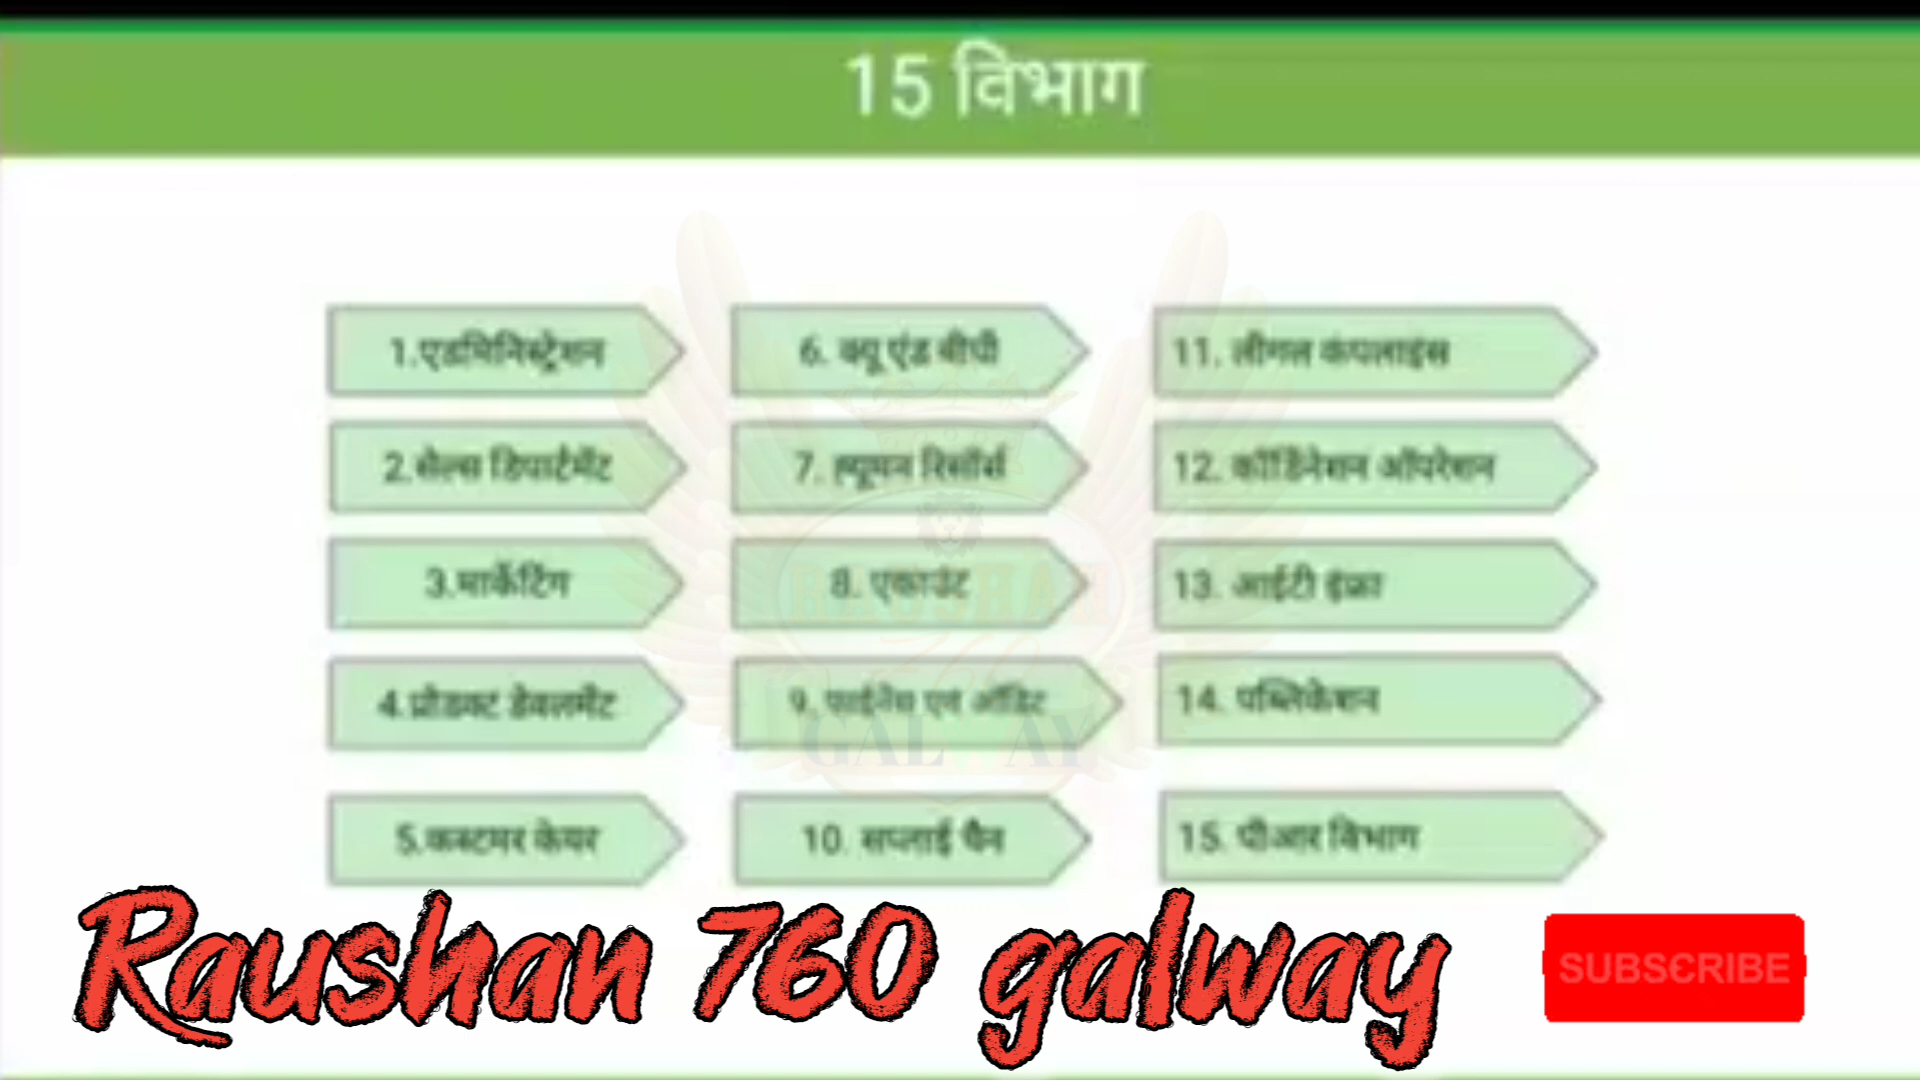 15 विभाग
1.एडमिनिस्ट्रेशन
2.सेल्स डिपार्टमेंट
3.मार्केटिंग
4.प्रोडक्ट डेवलमेंट
5.कस्टमर केयर
6. क्यू एंड बीपी
7. ह्यूमन रिसॉर्स
8. एकाउंट
9. फाईनेंस एवं ऑडिट
10. सप्लाई चैन
11. लीगल कंपलाइंस
12. कॉर्डिनेशन ऑपरेशन
13. आईटी इंफ्रा
14. पब्लिकेशन
15. पीआर विभाग
RAUSHAN
GALWAY
Raushan 760 galway
SUBSCRIBE